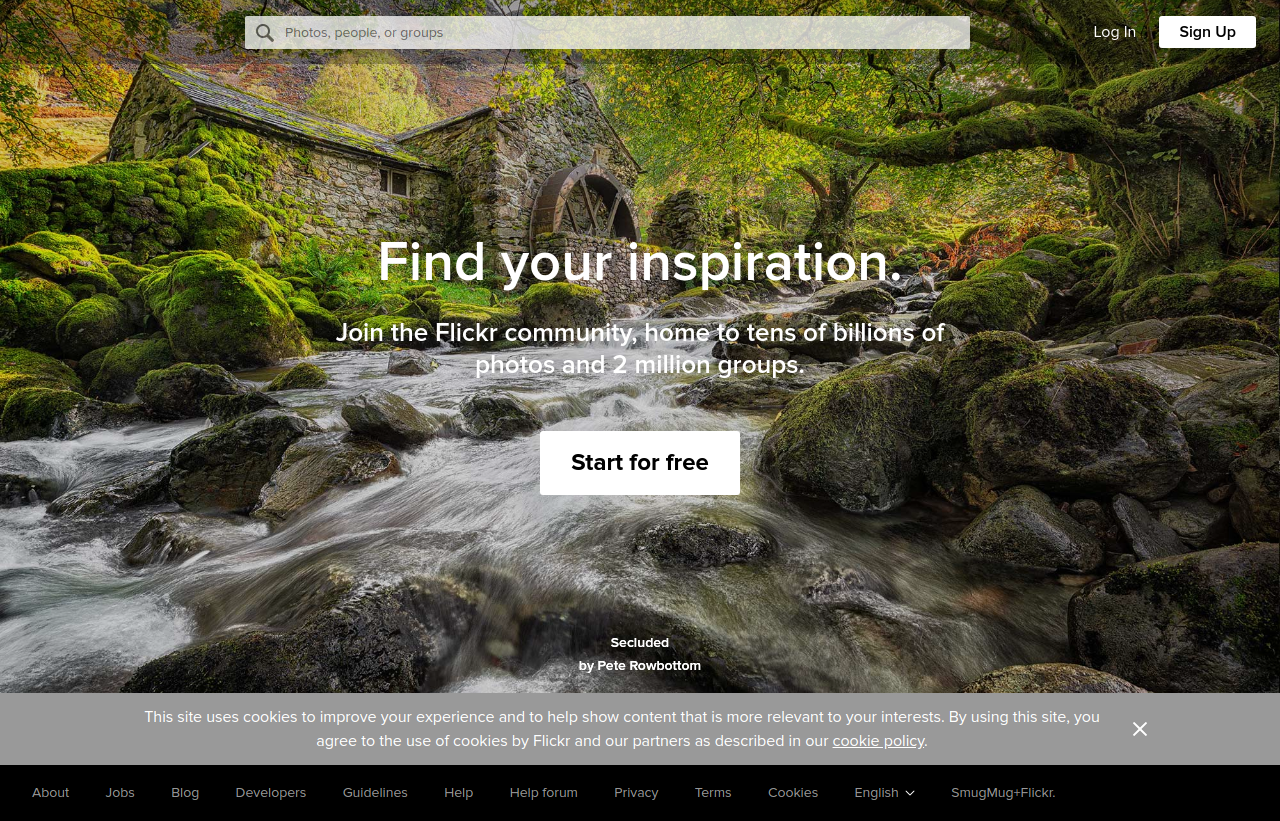 Photos, people, or groups
Log In
Sign Up
Find your inspiration.
Join the Flickr community, home to tens of billions of
photos and 2 million groups.
Start for free
Secluded
by Pete Rowbottom
This site uses cookies to improve your experience and to help show content that is more relevant to your interests. By using this site, you
agree to the use of cookies by Flickr and our partners as described in our cookie policy.
About Jobs Blog Developers Guidelines Help Help forum Privacy Terms Cookies English SmugMug+Flickr.